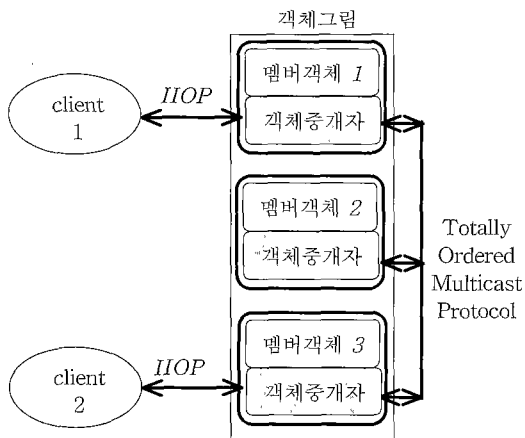 객체그림
멤버객체 1
객체중개자
client
1
IIOP
멤버객체 2
객체중개자
Totally
Ordered
Multicast
Protocol
멤버객체 3
객체중개자
client
2
IIOP